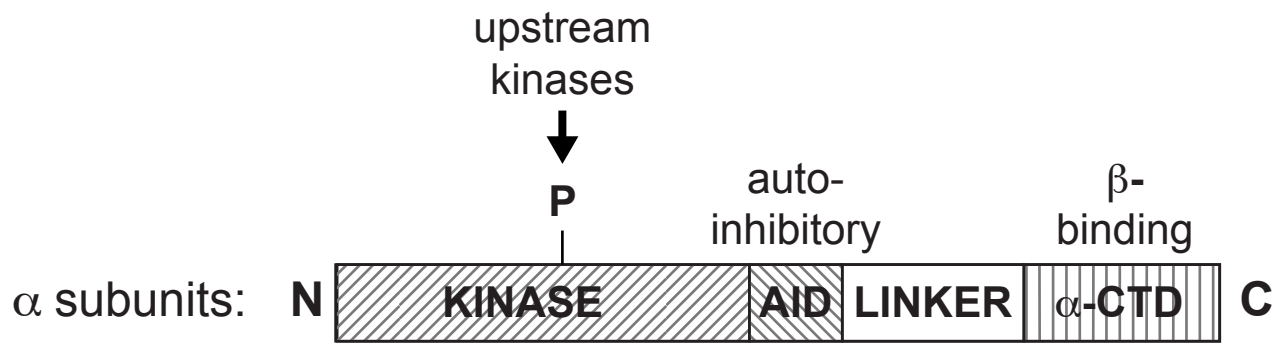 upstream
kinases
P
auto-
inhibitory
β-
binding
α subunits: N KINASE AID LINKER α-CTD C